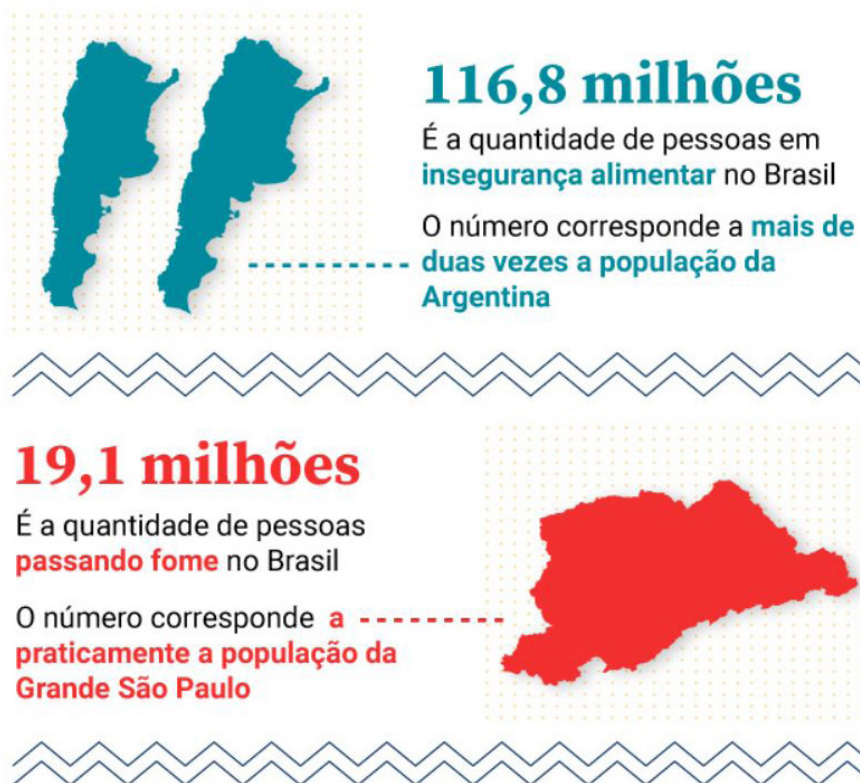 116,8 milhões
É a quantidade de pessoas em
insegurança alimentar no Brasil
O número corresponde a mais de
duas vezes a população da
Argentina
19,1 milhões
É a quantidade de pessoas
passando fome no Brasil
O número corresponde a
praticamente a população da
Grande São Paulo